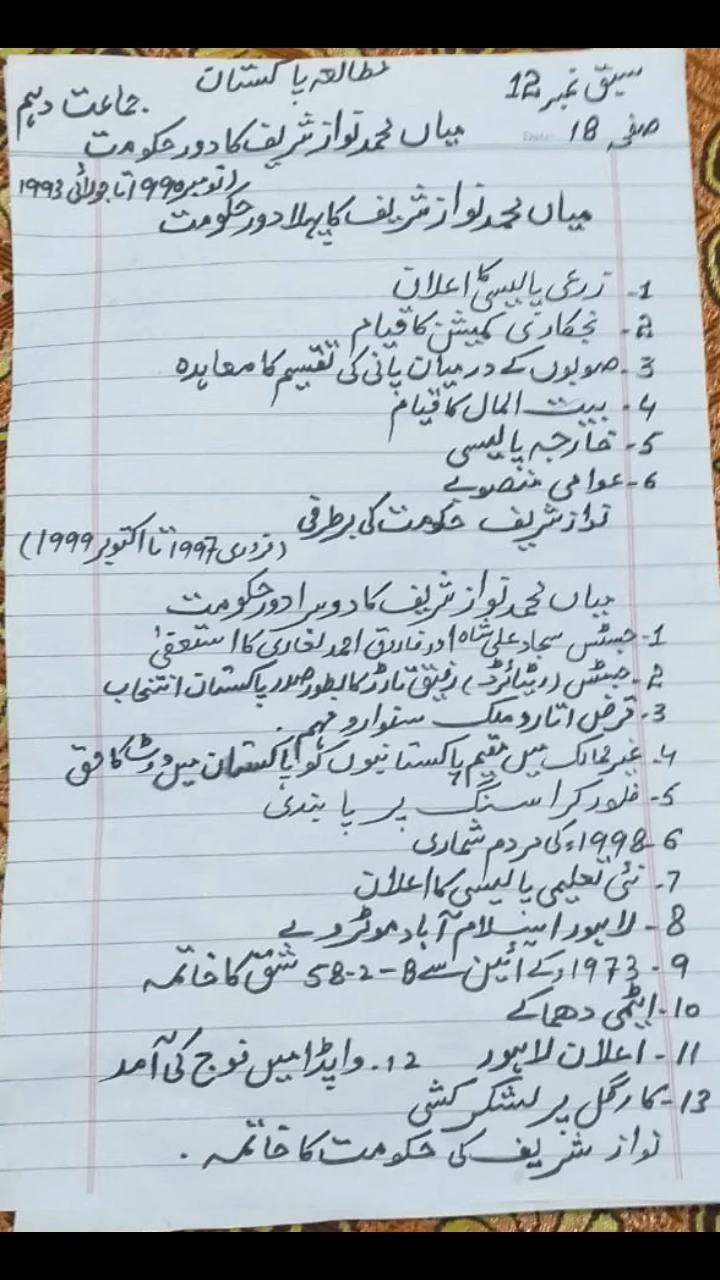 مطالعہ پاکستان
سبق نمبر 12
جماعت دہم
صفحہ 18
Date:
میاں محمد نواز شریف کا دور حکومت
(نومبر 1990 تا جولائی 1993
میاں محمد نواز شریف کا پہلا دور حکومت
1- زرعی پالیسی کا اعلان
2- نجکاری کمیشن کا قیام
3- صوبوں کے درمیان پانی کی تقسیم کا معاہدہ
4- بیت المال کا قیام
5- خارجہ پالیسی
6- عوامی منصوبے
نواز شریف حکومت کی برطرفی
(فروری 1997 تا اکتوبر 1999)
میاں محمد نواز شریف کا دوسرا دور حکومت
1- جسٹس سجاد علی شاہ اور فاروق احمد لغاری کا استعفیٰ
2- جسٹس (ریٹائرڈ) رفیق تارڑ کا بطور صدر پاکستان انتخاب
3- قرض اتارو ملک سنوارو مہم.
4- غیر ممالک میں مقیم پاکستانیوں کو پاکستان میں ووٹ کا حق
5- فلور کراسنگ پر پابندی
6- 1998ء کی مردم شماری
7- نئی تعلیمی پالیسی کا اعلان
8- لاہور اسلام آباد موٹر وے
9- 1973ء کے آئین سے 58-2-B شق کا خاتمہ
10- ایٹمی دھماکے
11- اعلان لاہور 12- واپڈا میں فوج کی آمد
13- کارگل پر لشکر کشی
نواز شریف کی حکومت کا خاتمہ.